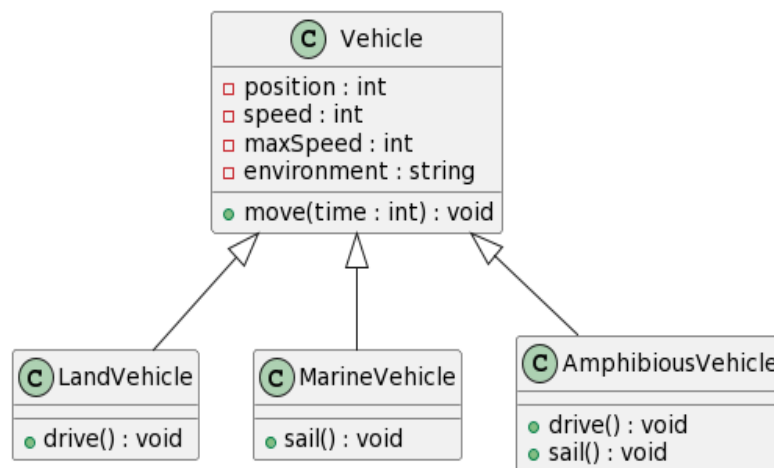 C Vehicle
position : int
speed : int
maxSpeed : int
environment : string
move(time : int) : void
C LandVehicle
drive() : void
C MarineVehicle
sail() : void
C AmphibiousVehicle
drive() : void
sail() : void